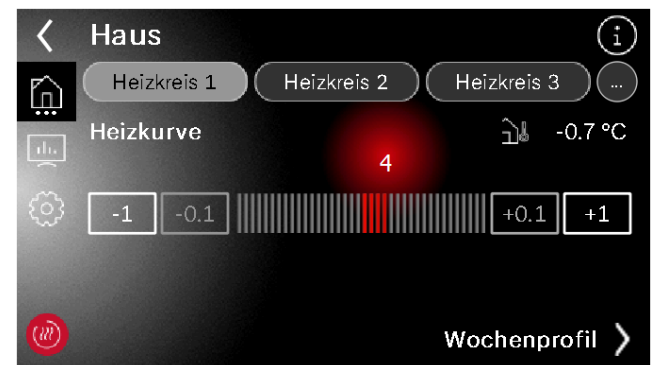 Haus
Heizkreis 1 Heizkreis 2 Heizkreis 3 ...
Heizkurve -0.7 °C
4
-1 -0.1 +0.1 +1
Wochenprofil